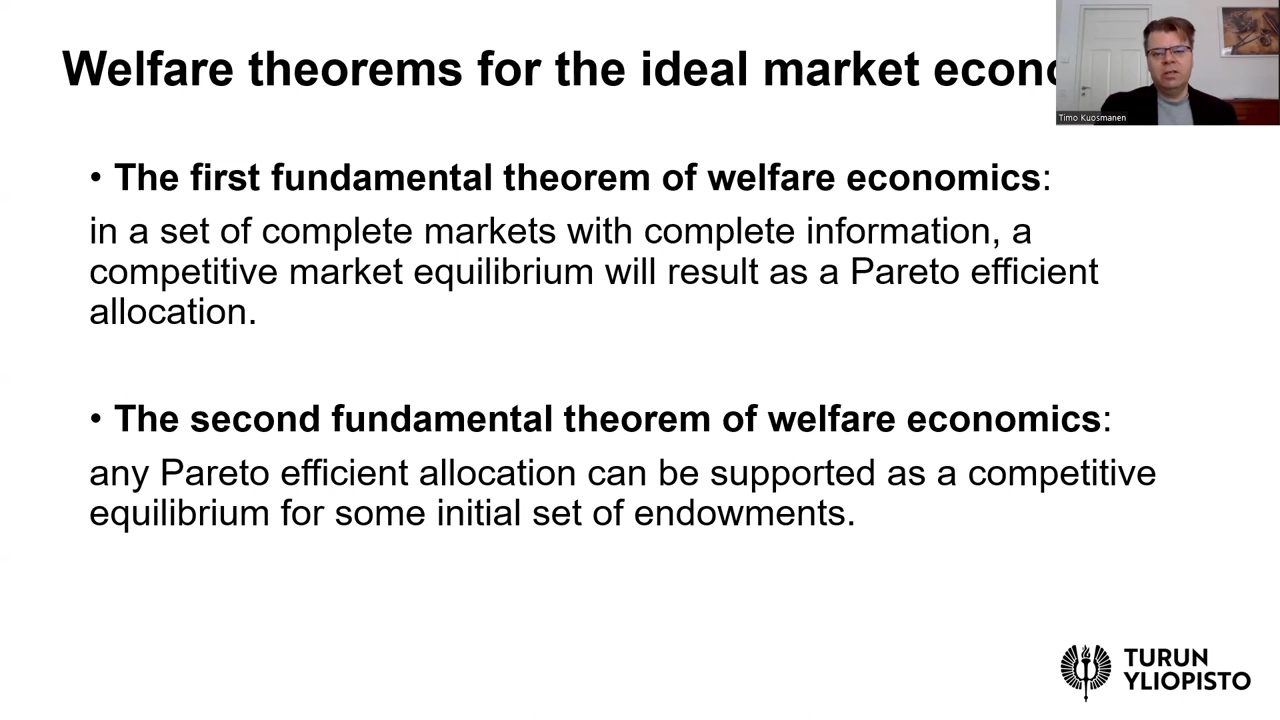 Welfare theorems for the ideal market econo
Timo Kuosmanen
• The first fundamental theorem of welfare economics:
in a set of complete markets with complete information, a
competitive market equilibrium will result as a Pareto efficient
allocation.
• The second fundamental theorem of welfare economics:
any Pareto efficient allocation can be supported as a competitive
equilibrium for some initial set of endowments.
TURUN
YLIOPISTO